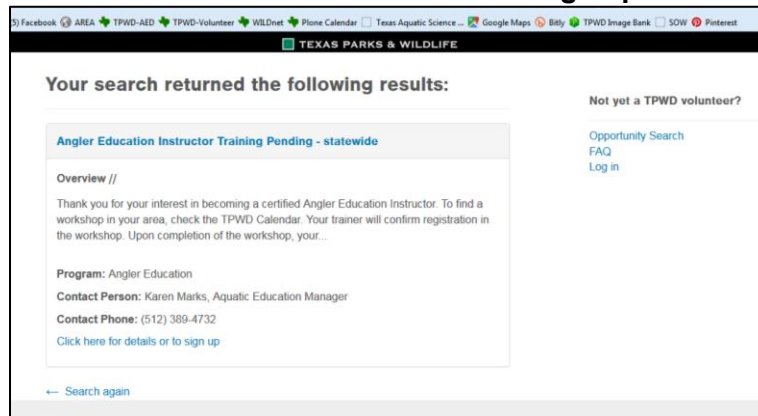 5) Facebook AREA TPWD-AED TPWD-Volunteer WILDnet Plone Calendar Texas Aquatic Science ... Google Maps Bitly TPWD Image Bank SOW Pinterest
TEXAS PARKS & WILDLIFE
Your search returned the following results:
Not yet a TPWD volunteer?
Opportunity Search
FAQ
Log in
Angler Education Instructor Training Pending - statewide
Overview //
Thank you for your interest in becoming a certified Angler Education Instructor. To find a
workshop in your area, check the TPWD Calendar. Your trainer will confirm registration in
the workshop. Upon completion of the workshop, your...
Program: Angler Education
Contact Person: Karen Marks, Aquatic Education Manager
Contact Phone: (512) 389-4732
Click here for details or to sign up
← Search again